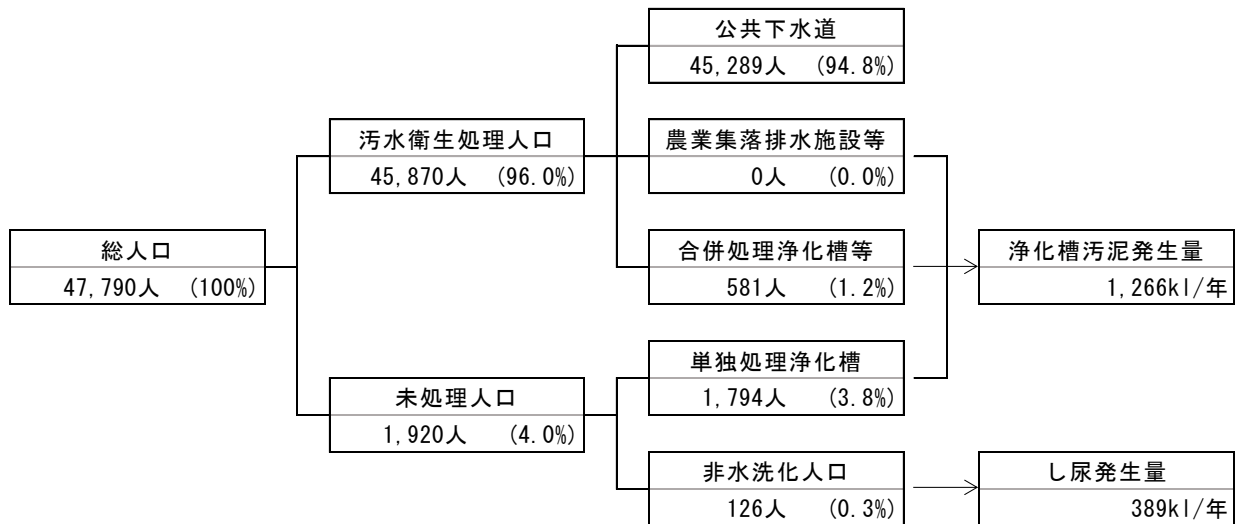 公共下水道
45,289人 (94.8%)
汚水衛生処理人口
45,870人 (96.0%)
農業集落排水施設等
0人 (0.0%)
総人口
47,790人 (100%)
合併処理浄化槽等
581人 (1.2%)
浄化槽汚泥発生量
1,266kl/年
未処理人口
1,920人 (4.0%)
単独処理浄化槽
1,794人 (3.8%)
非水洗化人口
126人 (0.3%)
し尿発生量
389kl/年